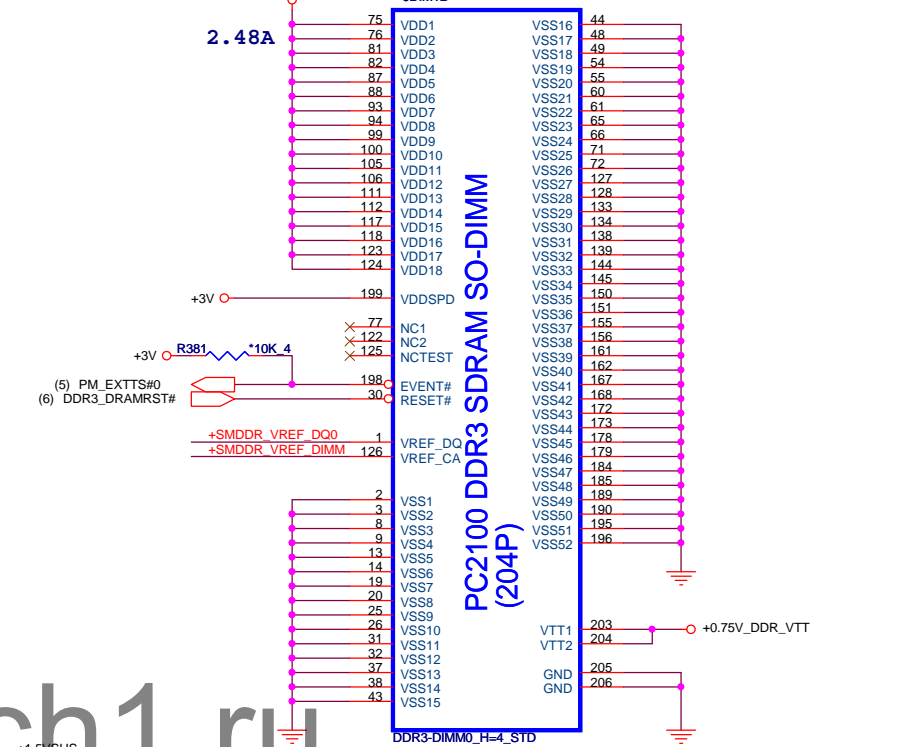 2.48A
75 VDD1 VSS16 44
76 VDD2 VSS17 48
81 VDD3 VSS18 49
82 VDD4 VSS19 54
87 VDD5 VSS20 55
88 VDD6 VSS21 60
93 VDD7 VSS22 61
94 VDD8 VSS23 65
99 VDD9 VSS24 66
100 VDD10 VSS25 71
105 VDD11 VSS26 72
106 VDD12 VSS27 127
111 VDD13 VSS28 128
112 VDD14 VSS29 133
117 VDD15 VSS30 134
118 VDD16 VSS31 138
123 VDD17 VSS32 139
124 VDD18 VSS33 144
VSS34 145
+3V 199 VDDSPD VSS35 150
VSS36 151
77 NC1 VSS37 155
122 NC2 VSS38 156
+3V R381 *10K_4 125 NCTEST VSS39 161
VSS40 162
(5) PM_EXTTS#0 198 EVENT# VSS41 167
(6) DDR3_DRAMRST# 30 RESET# VSS42 168
VSS43 172
VSS44 173
+SMDDR_VREF_DQ0 1 VREF_DQ VSS45 178
+SMDDR_VREF_DIMM 126 VREF_CA VSS46 179
VSS47 184
VSS48 185
2 VSS1 VSS49 189
3 VSS2 VSS50 190
8 VSS3 VSS51 195
9 VSS4 VSS52 196
13 VSS5
14 VSS6
19 VSS7
20 VSS8
25 VSS9
26 VSS10 VTT1 203 +0.75V_DDR_VTT
31 VSS11 VTT2 204
32 VSS12
37 VSS13 GND 205
38 VSS14 GND 206
43 VSS15
PC2100 DDR3 SDRAM SO-DIMM
(204P)
DDR3-DIMM0_H=4_STD
ch1.ru